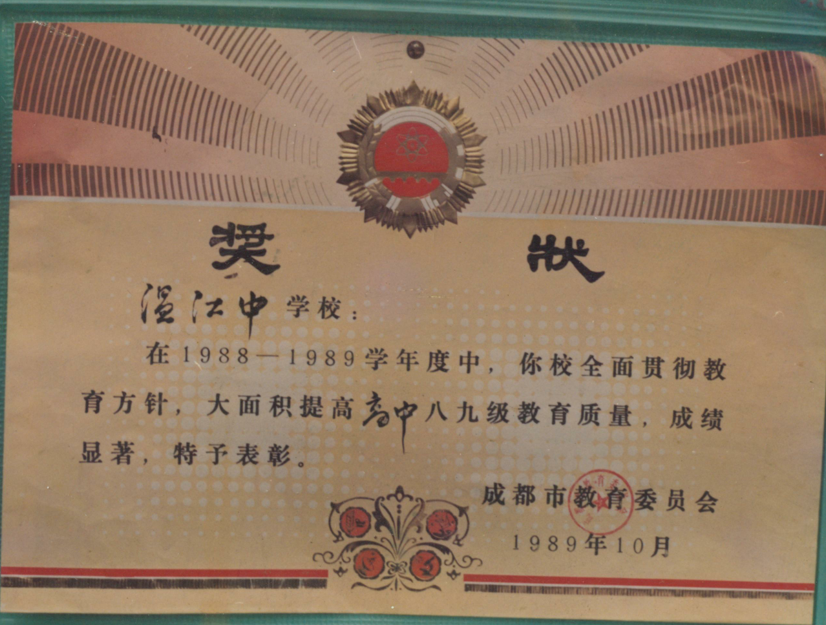 奖状
温江中学校：
在1988—1989学年度中，你校全面贯彻教
育方针，大面积提高高中八九级教育质量，成绩
显著，特予表彰。
成都市教育委员会
1989年10月